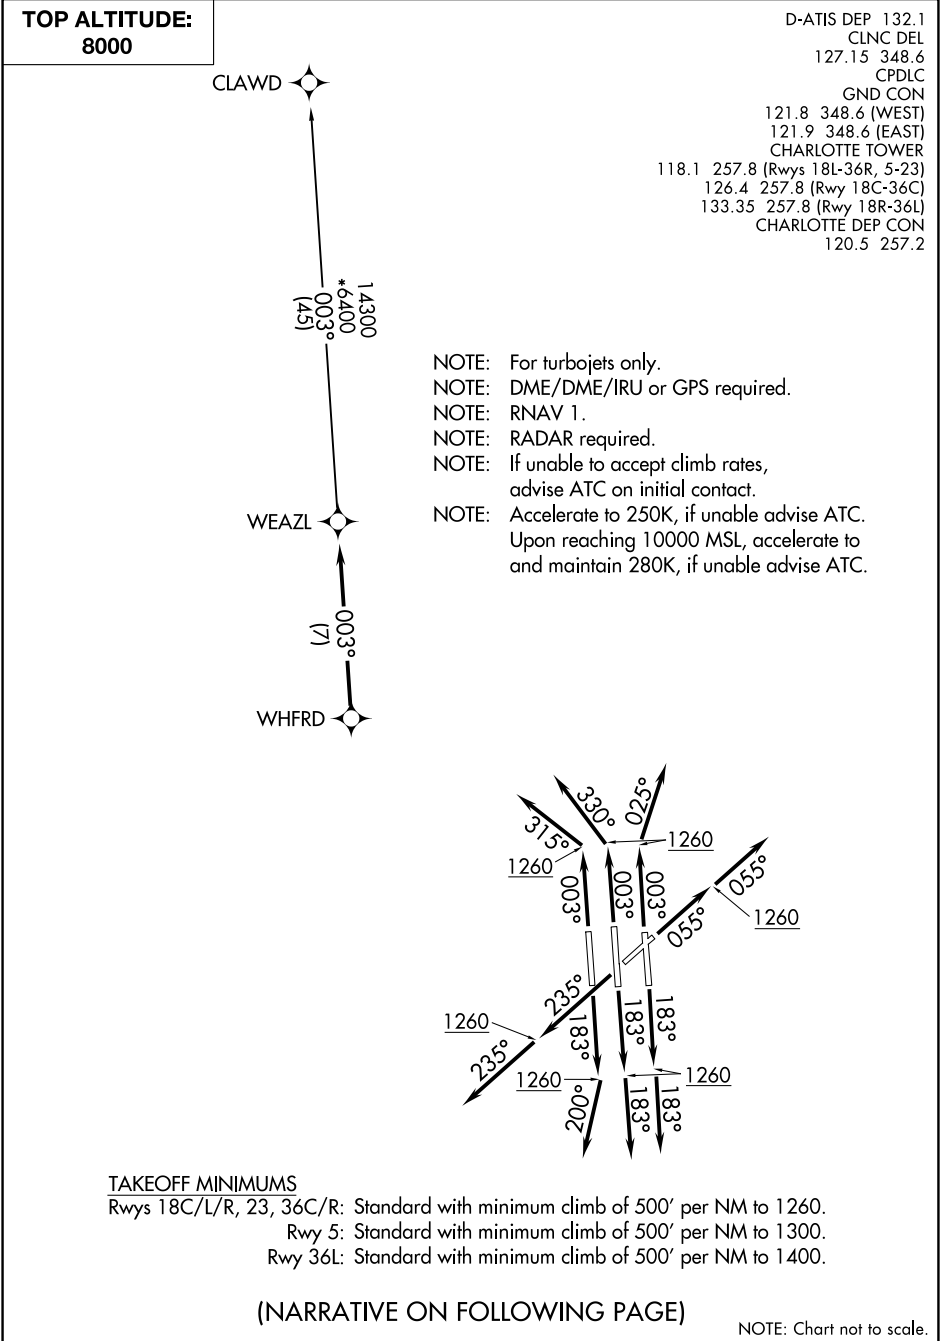 TOP ALTITUDE:
8000
D-ATIS DEP 132.1
CLNC DEL
127.15 348.6
CPDLC
GND CON
121.8 348.6 (WEST)
121.9 348.6 (EAST)
CHARLOTTE TOWER
118.1 257.8 (Rwys 18L-36R, 5-23)
126.4 257.8 (Rwy 18C-36C)
133.35 257.8 (Rwy 18R-36L)
CHARLOTTE DEP CON
120.5 257.2
CLAWD
14300
*6400
003°
(45)
NOTE: For turbojets only.
NOTE: DME/DME/IRU or GPS required.
NOTE: RNAV 1.
NOTE: RADAR required.
NOTE: If unable to accept climb rates,
advise ATC on initial contact.
NOTE: Accelerate to 250K, if unable advise ATC.
Upon reaching 10000 MSL, accelerate to
and maintain 280K, if unable advise ATC.
WEAZL
003°
(7)
WHFRD
315°
330°
025°
1260
1260
003°
003°
003°
055°
055°
1260
235°
183°
183°
183°
1260
235°
1260
1260
200°
183°
183°
TAKEOFF MINIMUMS
Rwys 18C/L/R, 23, 36C/R: Standard with minimum climb of 500' per NM to 1260.
Rwy 5: Standard with minimum climb of 500' per NM to 1300.
Rwy 36L: Standard with minimum climb of 500' per NM to 1400.
(NARRATIVE ON FOLLOWING PAGE)
NOTE: Chart not to scale.